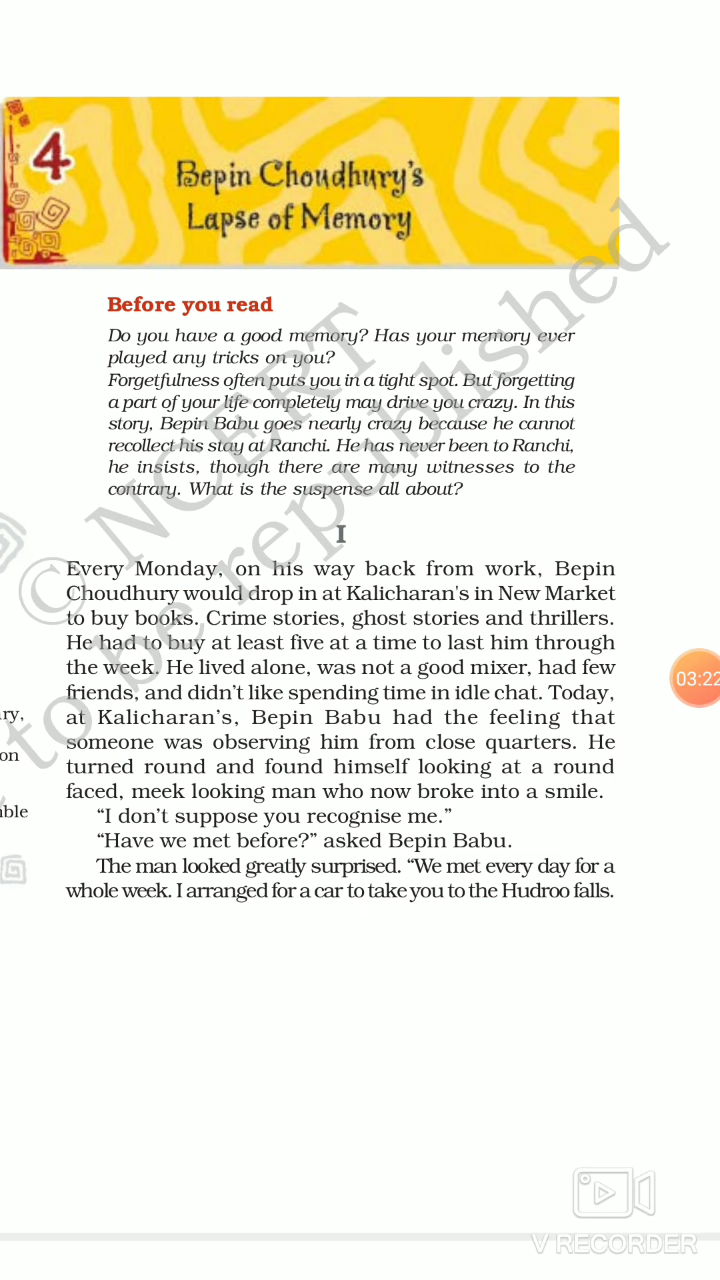 4
Bepin Choudhury's
Lapse of Memory
Before you read
Do you have a good memory? Has your memory ever
played any tricks on you?
Forgetfulness often puts you in a tight spot. But forgetting
a part of your life completely may drive you crazy. In this
story, Bepin Babu goes nearly crazy because he cannot
recollect his stay at Ranchi. He has never been to Ranchi,
he insists, though there are many witnesses to the
contrary. What is the suspense all about?
I
Every Monday, on his way back from work, Bepin
Choudhury would drop in at Kalicharan's in New Market
to buy books. Crime stories, ghost stories and thrillers.
He had to buy at least five at a time to last him through
the week. He lived alone, was not a good mixer, had few
friends, and didn't like spending time in idle chat. Today,
at Kalicharan's, Bepin Babu had the feeling that
someone was observing him from close quarters. He
turned round and found himself looking at a round
faced, meek looking man who now broke into a smile.
"I don't suppose you recognise me."
"Have we met before?" asked Bepin Babu.
The man looked greatly surprised. "We met every day for a
whole week. I arranged for a car to take you to the Hudroo falls.
03:22
© NCERT
to be republished
V RECORDER